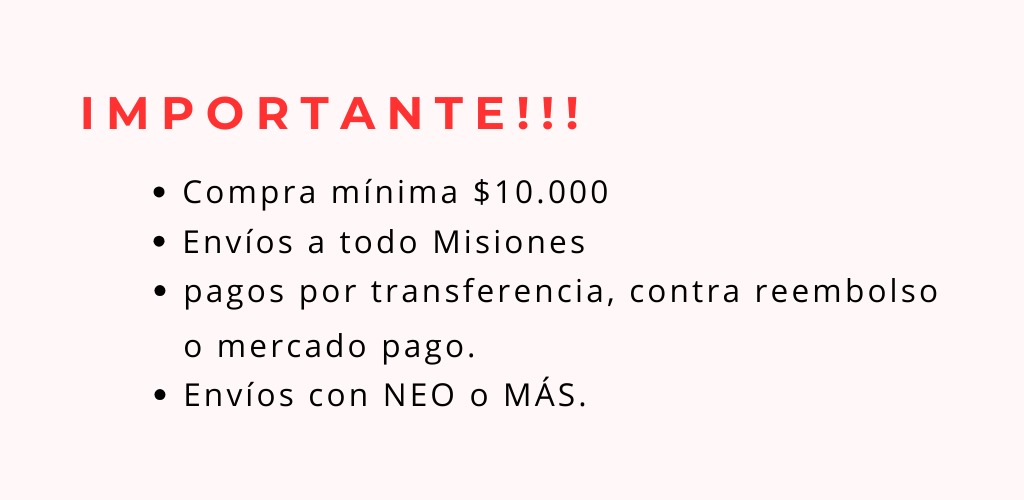 IMPORTANTE!!!
• Compra mínima $10.000
• Envíos a todo Misiones
• pagos por transferencia, contra reembolso
o mercado pago.
• Envíos con NEO o MÁS.